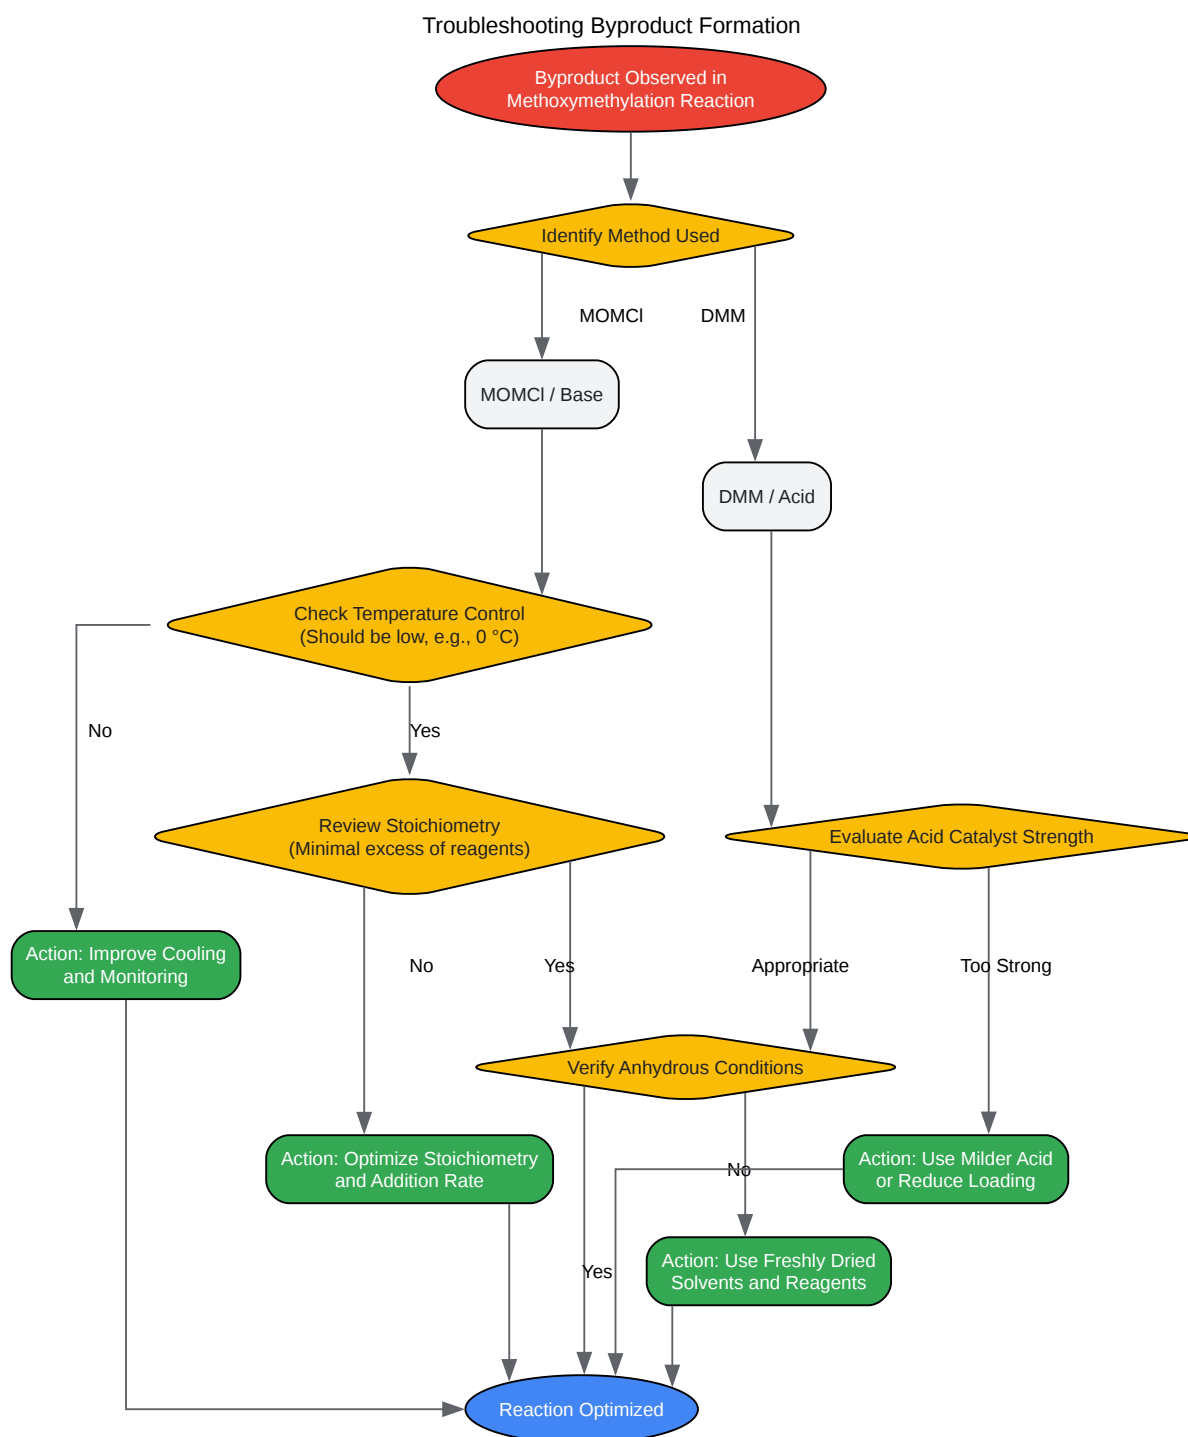 Troubleshooting Byproduct Formation
Byproduct Observed in
Methoxymethylation Reaction
Identify Method Used
MOMCl
DMM
MOMCl / Base
DMM / Acid
Check Temperature Control
(Should be low, e.g., 0 °C)
No
Yes
Review Stoichiometry
(Minimal excess of reagents)
Evaluate Acid Catalyst Strength
Action: Improve Cooling
and Monitoring
No
Yes
Appropriate
Too Strong
Verify Anhydrous Conditions
Action: Optimize Stoichiometry
and Addition Rate
No
Action: Use Milder Acid
or Reduce Loading
Yes
Action: Use Freshly Dried
Solvents and Reagents
Reaction Optimized